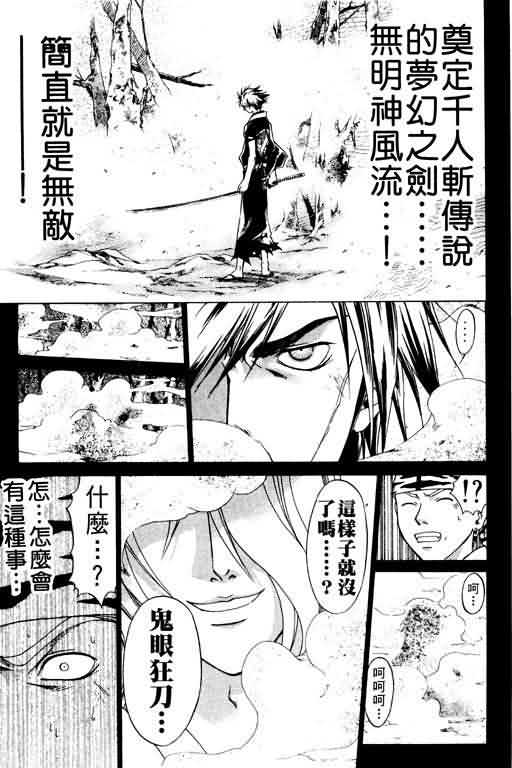 奠定千人斬傳說
的夢幻之劍……
無明神風流…！
簡直就是無敵
——！
…
!?
呵…
呵呵呵…
這樣子就沒
了嗎……？
鬼眼狂刀…
什麼…？
怎…怎麼會
有這種事…